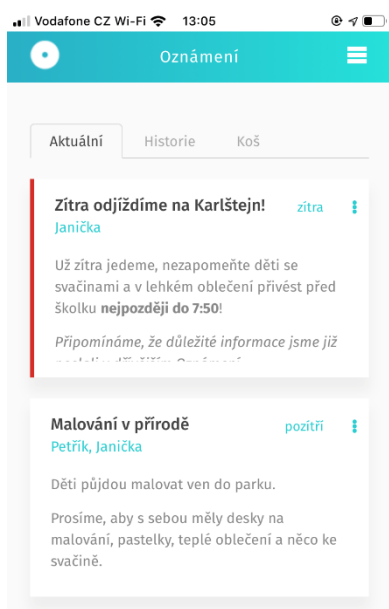 Vodafone CZ Wi-Fi 13:05
Oznámení
Aktuální Historie Koš
Zítra odjíždíme na Karlštejn! zítra
Janička
Už zítra jedeme, nezapomeňte děti se
svačinami a v lehkém oblečení přivést před
školku nejpozději do 7:50!
Připomínáme, že důležité informace jsme již
Malování v přírodě pozítří
Petřík, Janička
Děti půjdou malovat ven do parku.
Prosíme, aby s sebou měly desky na
malování, pastelky, teplé oblečení a něco ke
svačině.